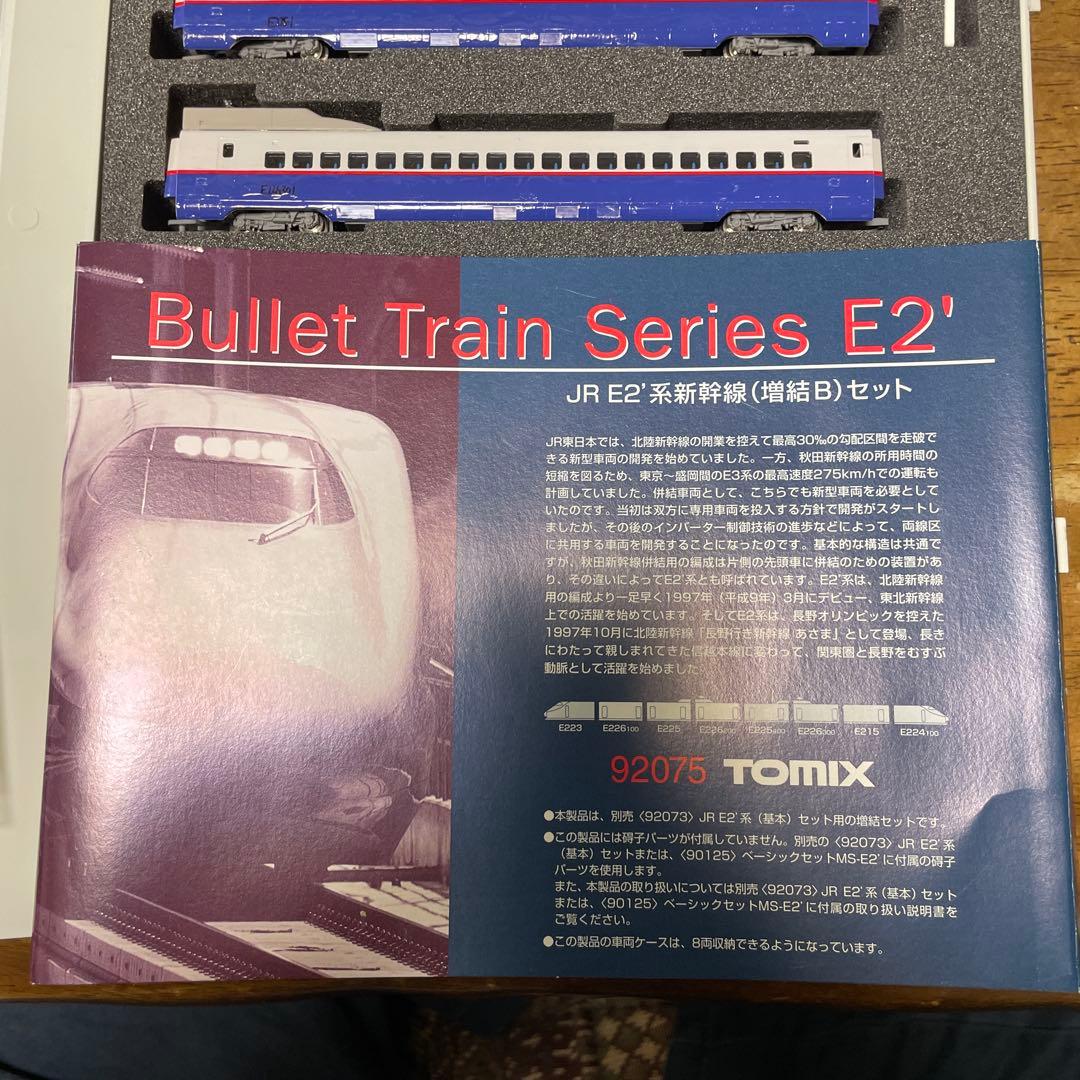 Bullet Train Series E2'
JR E2'系新幹線(増結B)セット
JR東日本では、北陸新幹線の開業を控えて最高30‰の勾配区間を走破で
きる新型車両の開発を始めていました。一方、秋田新幹線の所用時間の
短縮を図るため、東京～盛岡間のE3系の最高速度275km/hでの運転も
計画していました。併結車両として、こちらでも新型車両を必要として
いたのです。当初は双方に専用車両を投入する方針で開発がスタートし
ましたが、その後のインバーター制御技術の進歩などによって、両線区
に共用する車両を開発することになったのです。基本的な構造は共通で
すが、秋田新幹線併結用の編成は片側の先頭車に併結のための装置があ
り、その違いによってE2'系とも呼ばれています。E2'系は、北陸新幹線
用の編成より一足早く1997年(平成9年)3月にデビュー、東北新幹線
上での活躍を始めています。そしてE2系は、長野オリンピックを控えた
1997年10月に北陸新幹線「長野行き新幹線 あさま」として登場、長き
にわたって親しまれてきた信越本線に変わって、関東圏と長野をむすぶ
動脈として活躍を始めました。
E223 E226100 E225 E226200 E225400 E226300 E215 E224100
92075 TOMIX
●本製品は、別売〈92073〉JR E2'系(基本)セット用の増結セットです。
●この製品には碍子パーツが付属していません。別売の〈92073〉JR E2'系
(基本)セットまたは、〈90125〉ベーシックセットMS-E2'に付属の碍子
パーツを使用します。
また、本製品の取り扱いについては別売〈92073〉JR E2'系(基本)セット
または、〈90125〉ベーシックセットMS-E2'に付属の取り扱い説明書を
ご覧ください。
●この製品の車両ケースは、8両収納できるようになっています。